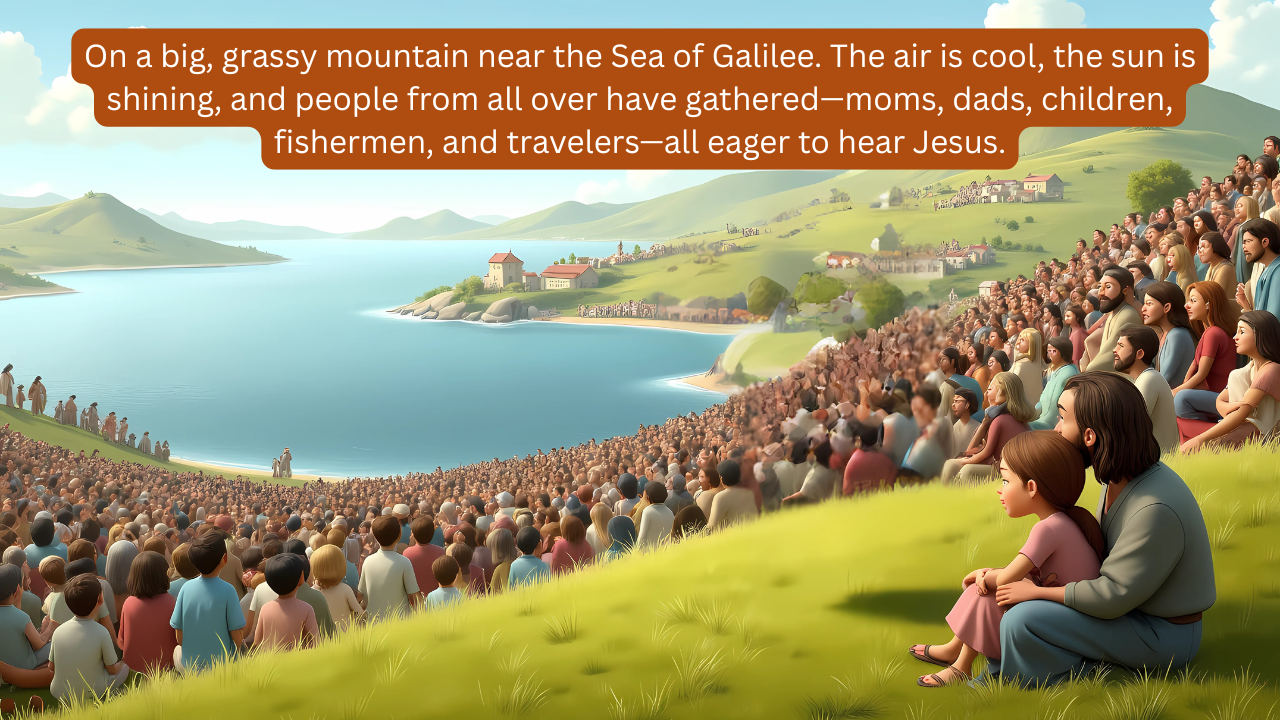 On a big, grassy mountain near the Sea of Galilee. The air is cool, the sun is
shining, and people from all over have gathered—moms, dads, children,
fishermen, and travelers—all eager to hear Jesus.